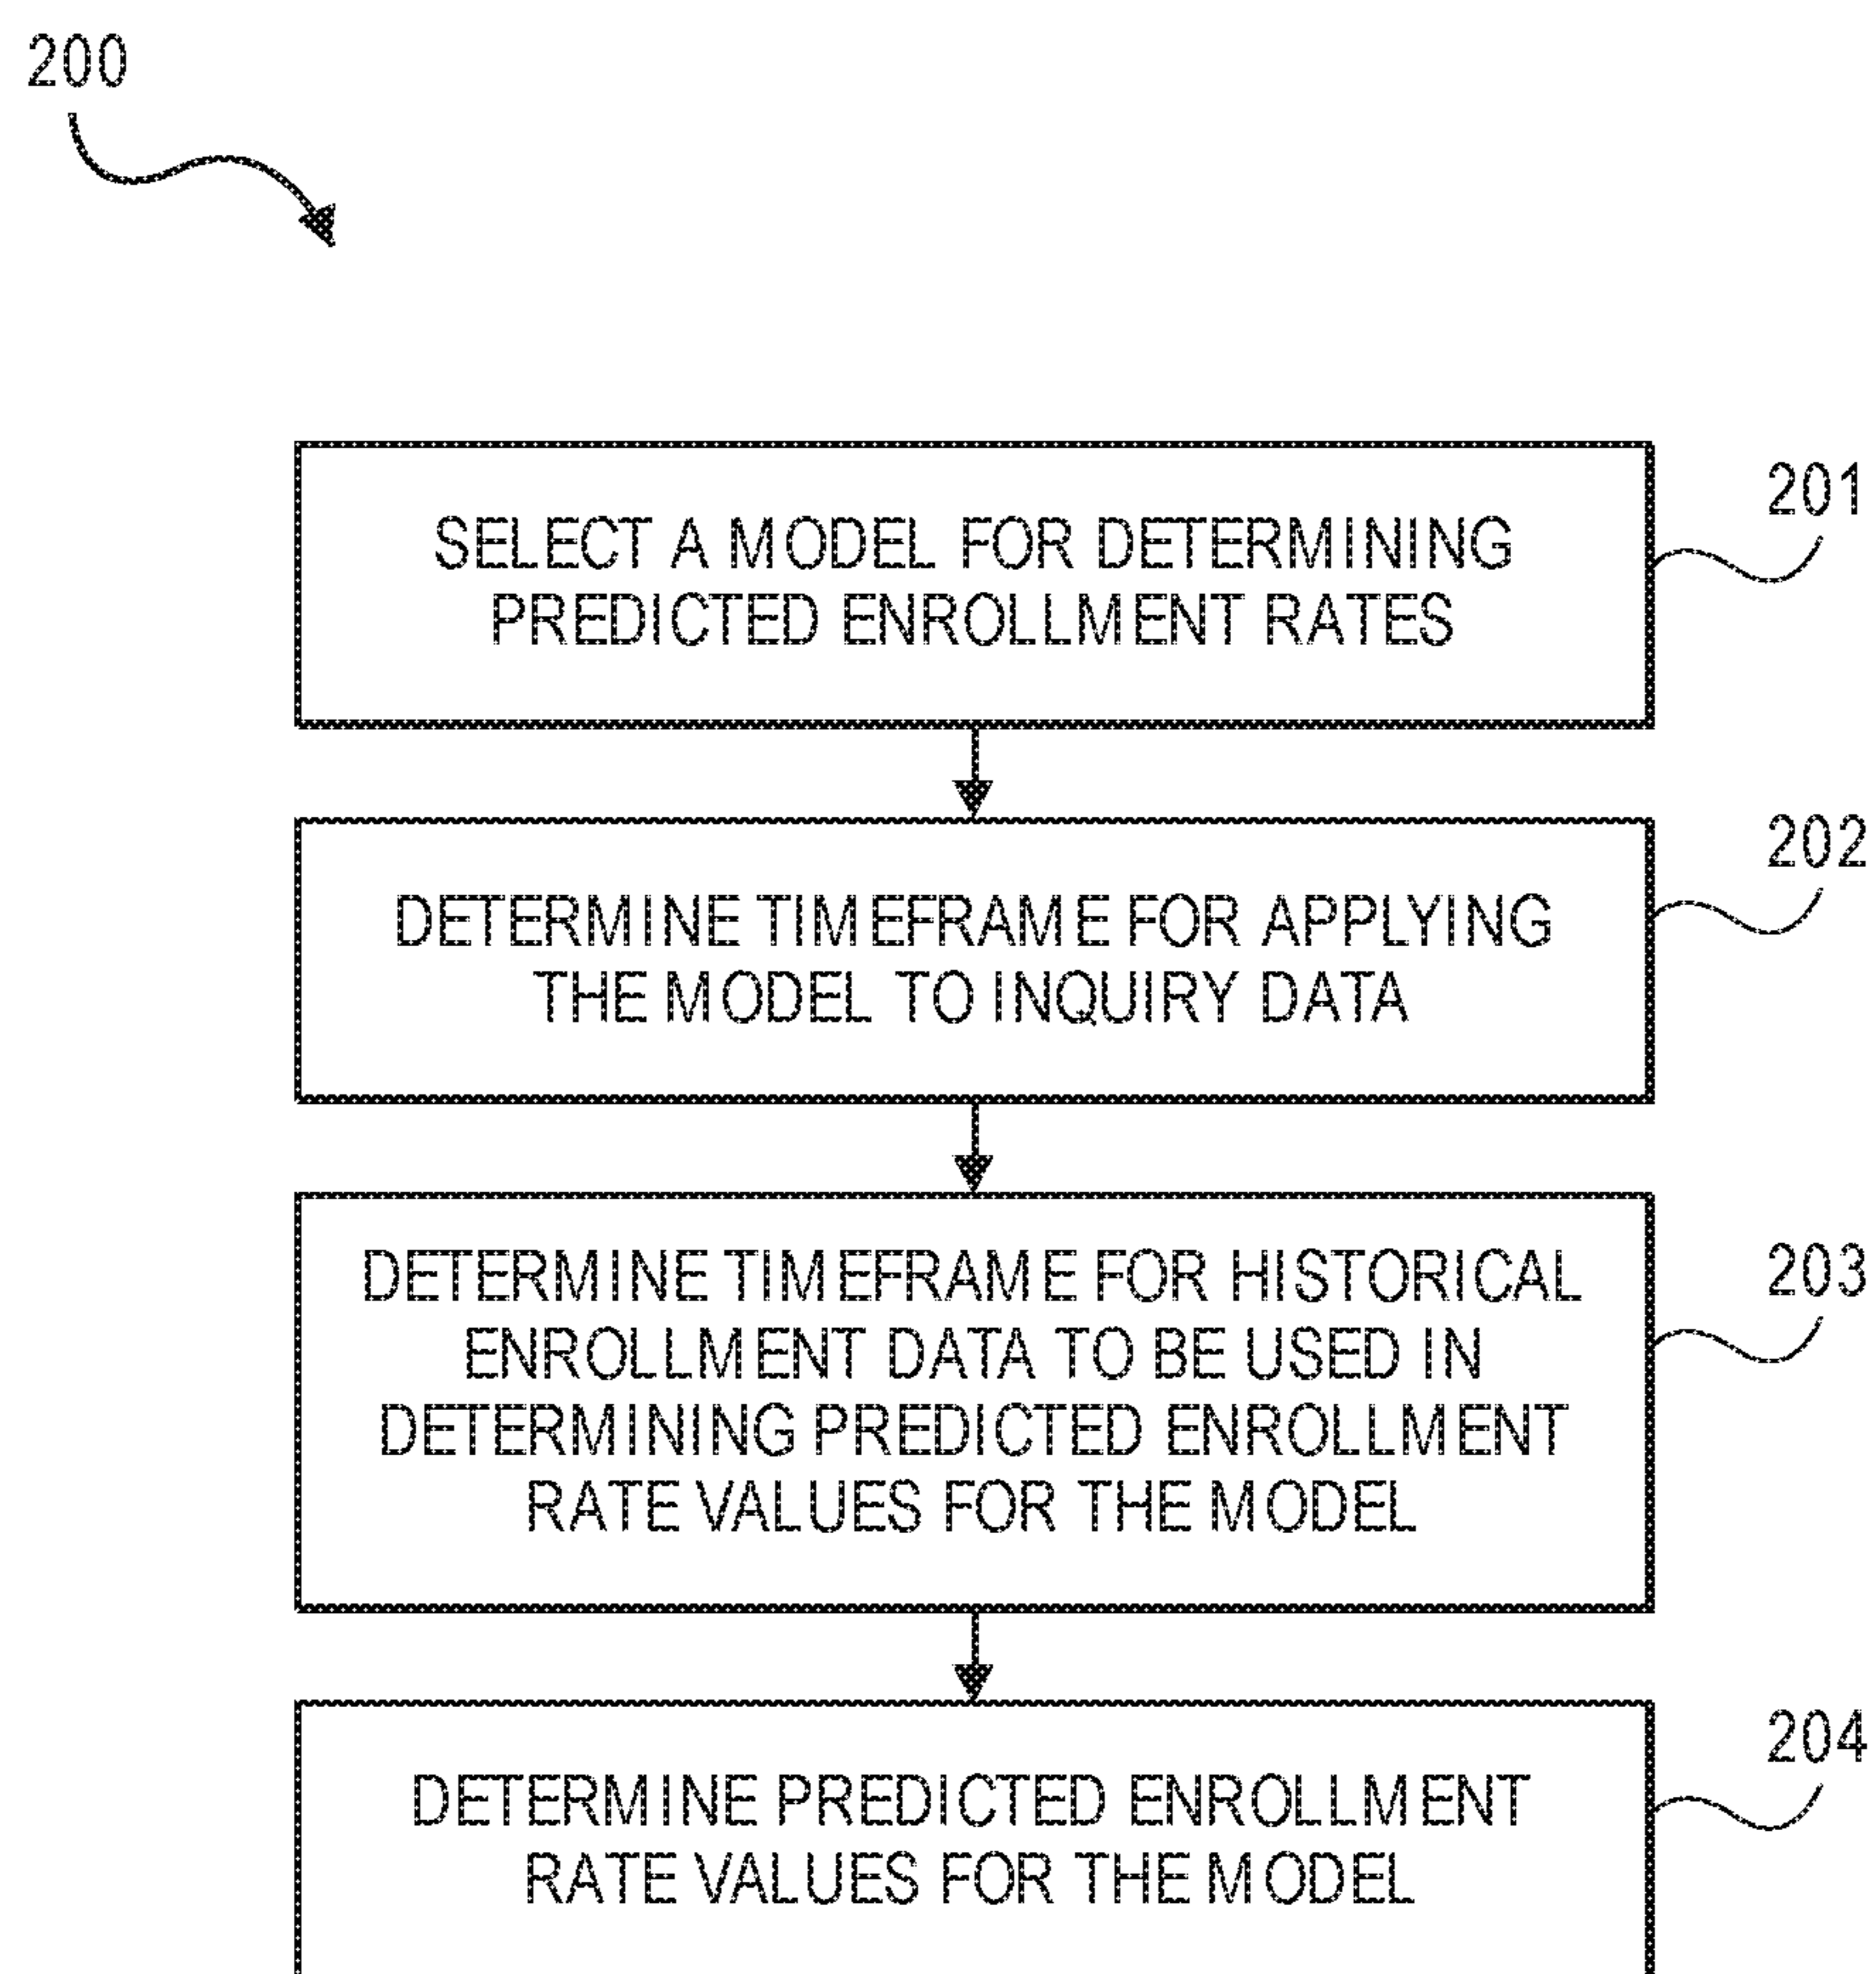 200
SELECT A MODEL FOR DETERMINING
PREDICTED ENROLLMENT RATES
201
DETERMINE TIMEFRAME FOR APPLYING
THE MODEL TO INQUIRY DATA
202
DETERMINE TIMEFRAME FOR HISTORICAL
ENROLLMENT DATA TO BE USED IN
DETERMINING PREDICTED ENROLLMENT
RATE VALUES FOR THE MODEL
203
DETERMINE PREDICTED ENROLLMENT
RATE VALUES FOR THE MODEL
204